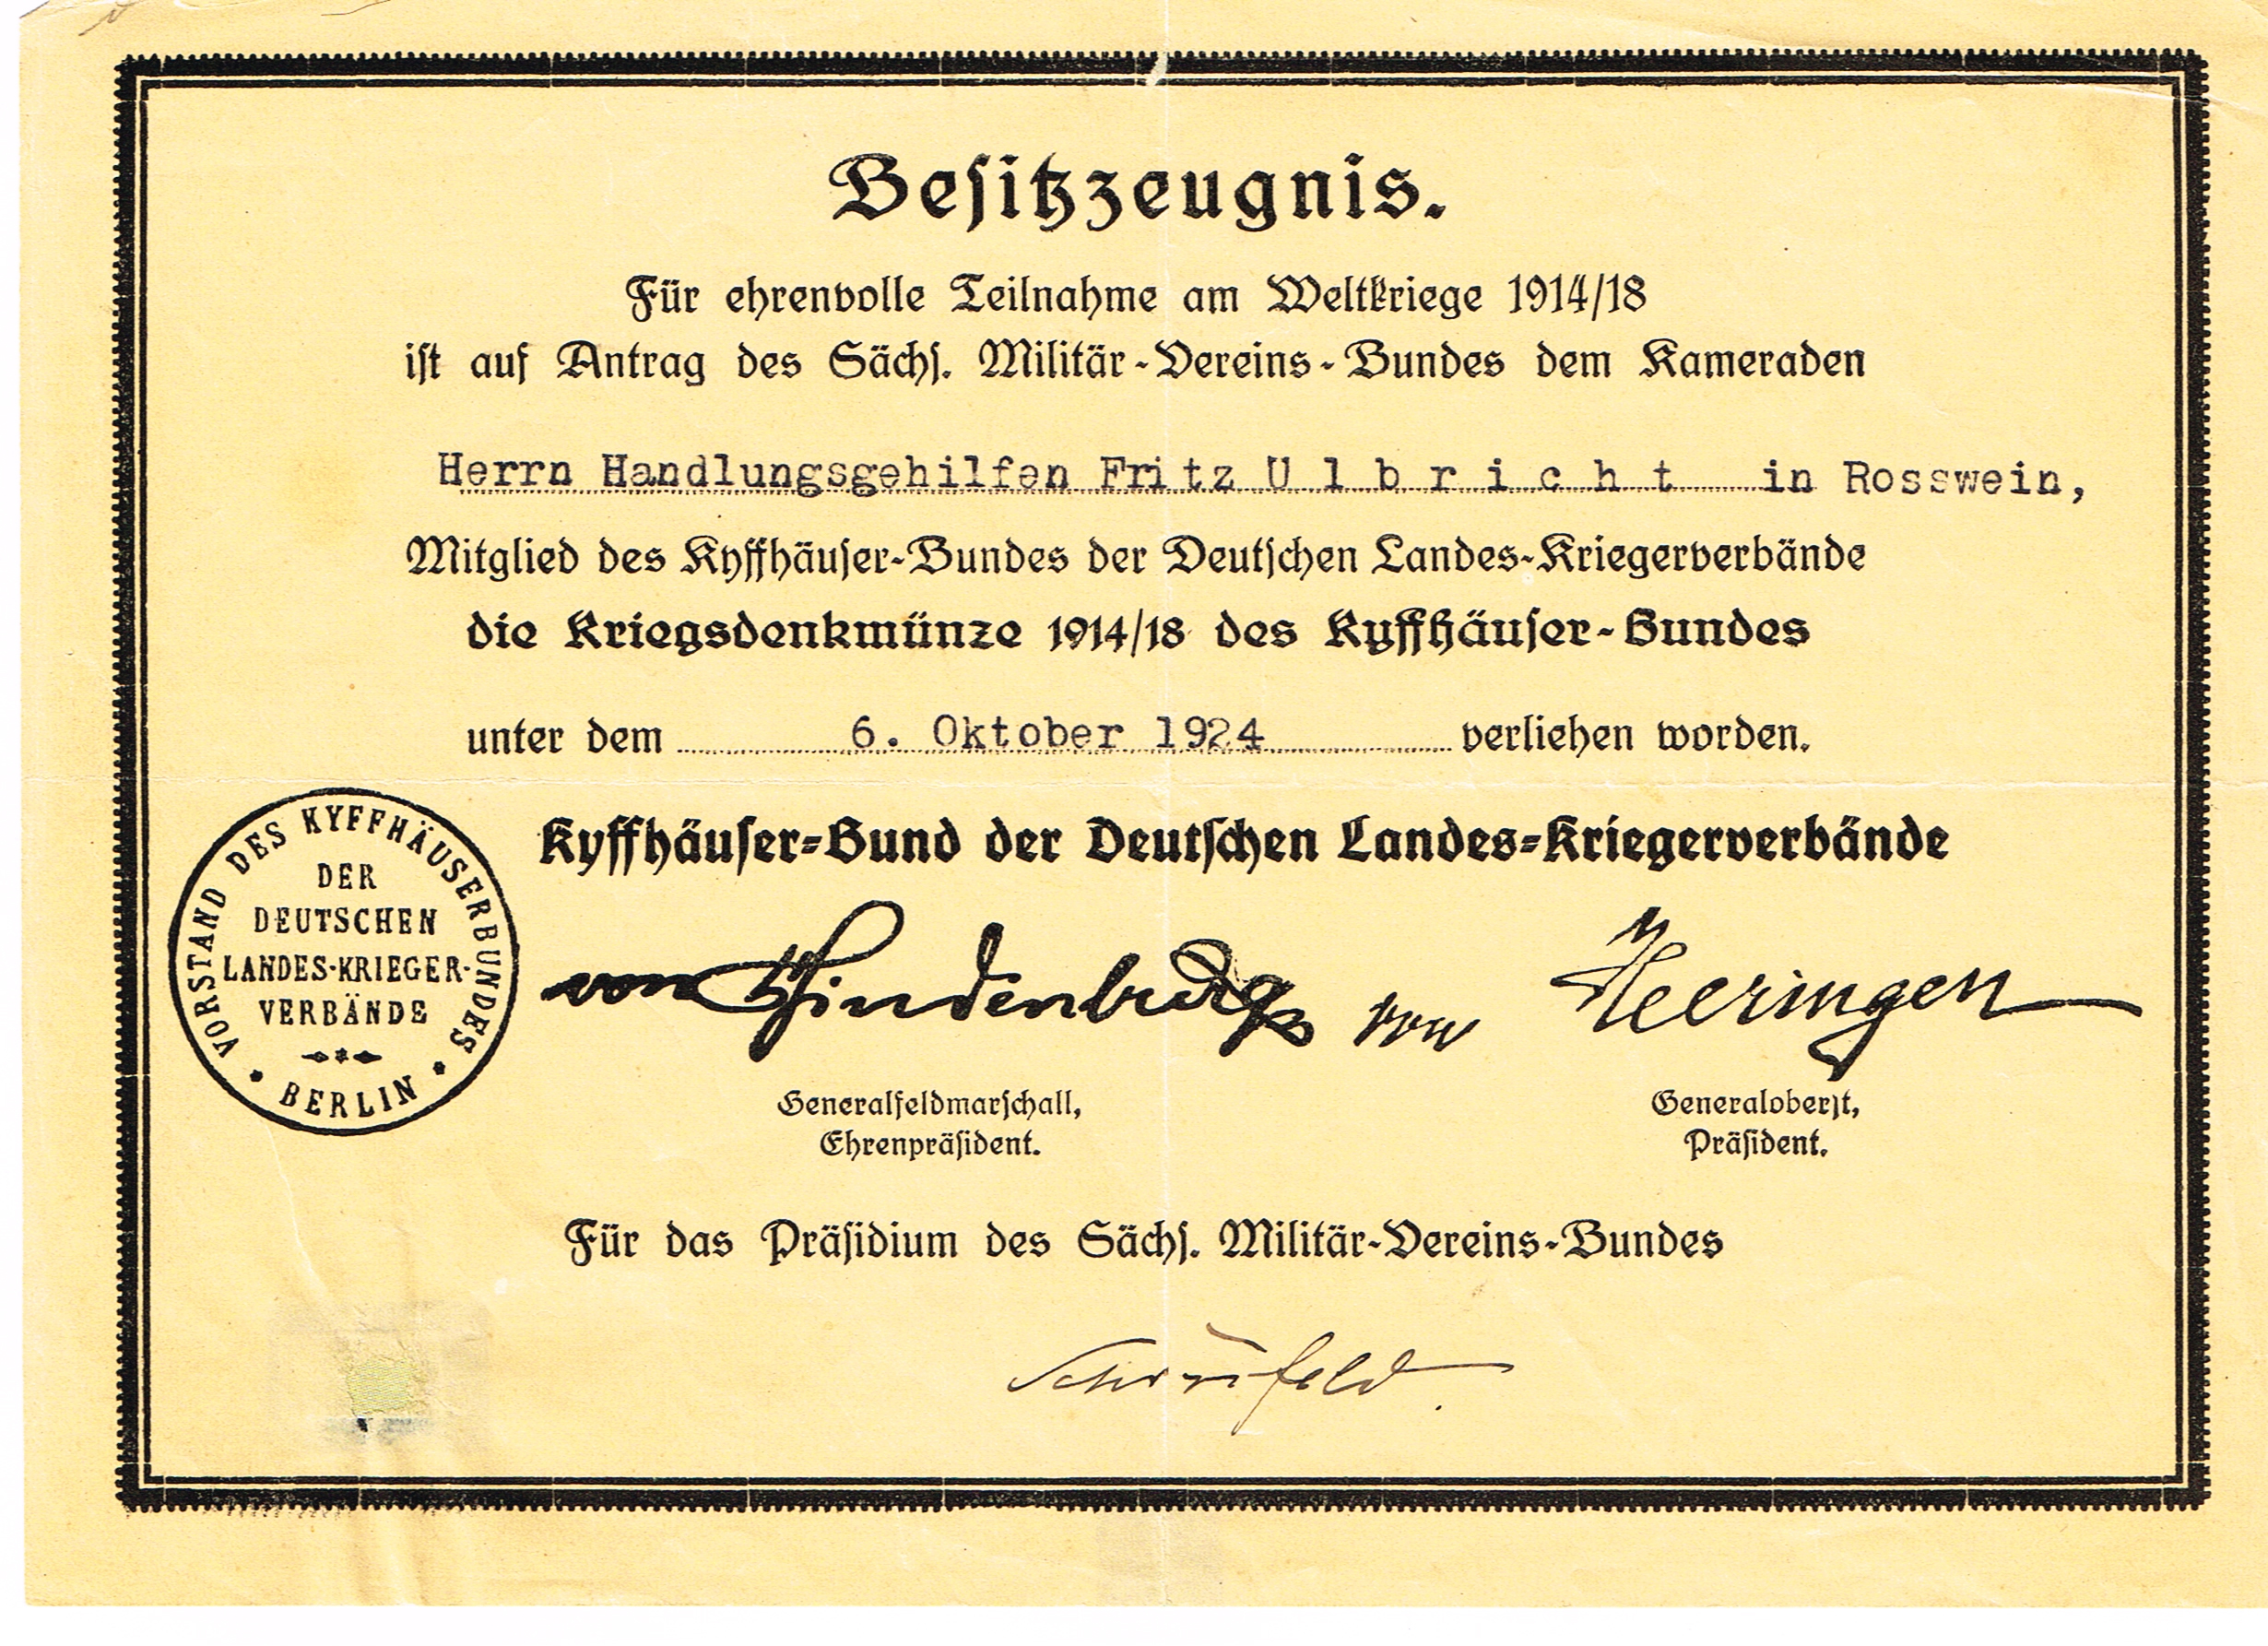 Besitzzeugnis.
Für ehrenvolle Teilnahme am Weltkriege 1914/18
ist auf Antrag des Sächs. Militär-Vereins-Bundes dem Kameraden
Herrn Handlungsgehilfen Fritz U l b r i c h t in Rosswein,
Mitglied des Kyffhäuser-Bundes der Deutschen Landes-Kriegerverbände
die Kriegsdenkmünze 1914/18 des Kyffhäuser-Bundes
unter dem 6. Oktober 1924 verliehen worden.
VORSTAND DES KYFFHÄUSERBUNDES
DER
DEUTSCHEN
LANDES-KRIEGER-
VERBÄNDE
BERLIN
Kyffhäuser-Bund der Deutschen Landes-Kriegerverbände
von Hindenburg von Heeringen
Generalfeldmarschall, Generaloberst,
Ehrenpräsident. Präsident.
Für das Präsidium des Sächs. Militär-Vereins-Bundes